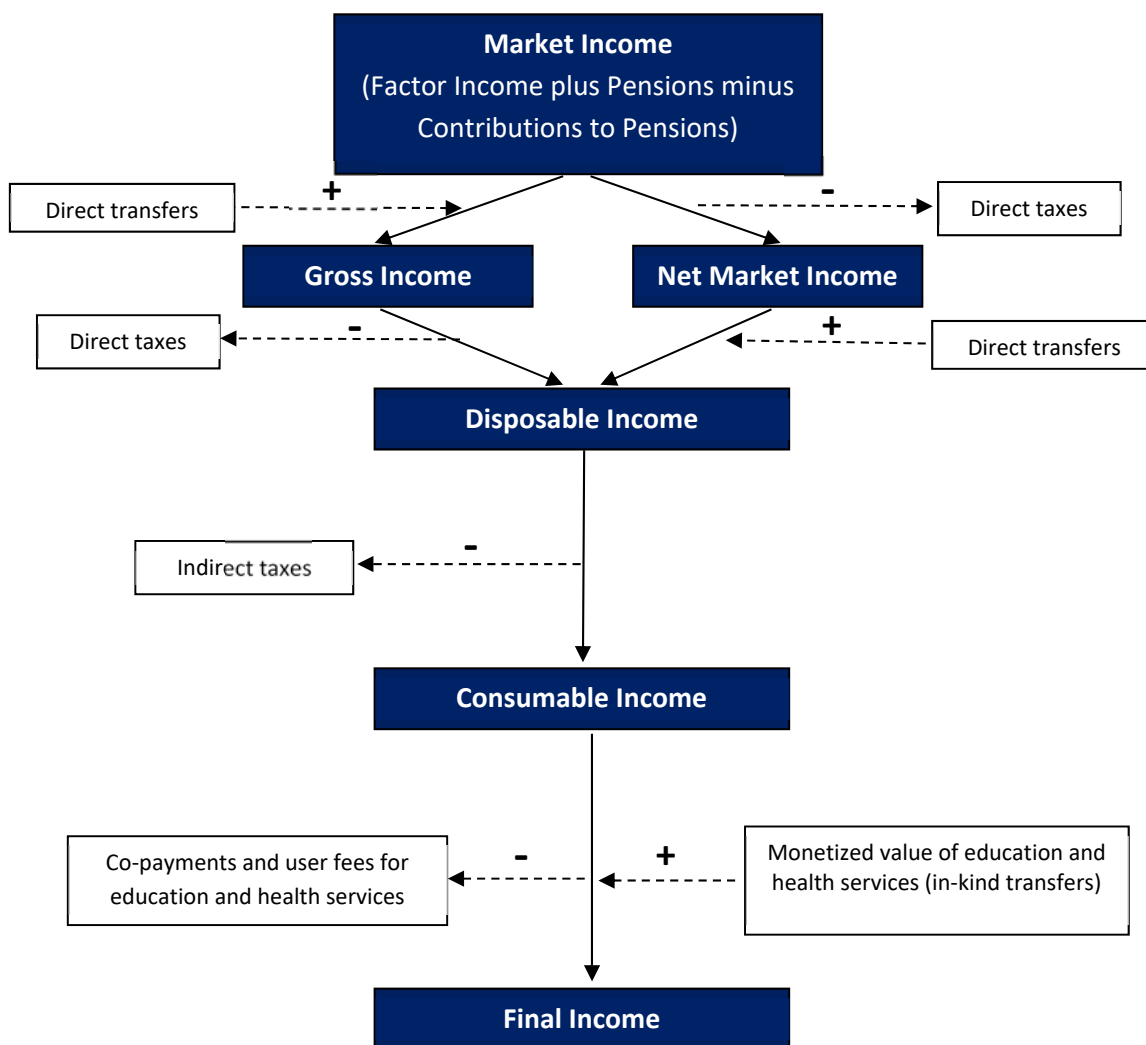 Market Income
(Factor Income plus Pensions minus
Contributions to Pensions)
+
-
Direct transfers
Direct taxes
Gross Income
Net Market Income
-
+
Direct taxes
Direct transfers
Disposable Income
-
Indirect taxes
Consumable Income
-
+
Co-payments and user fees for
education and health services
Monetized value of education and
health services (in-kind transfers)
Final Income